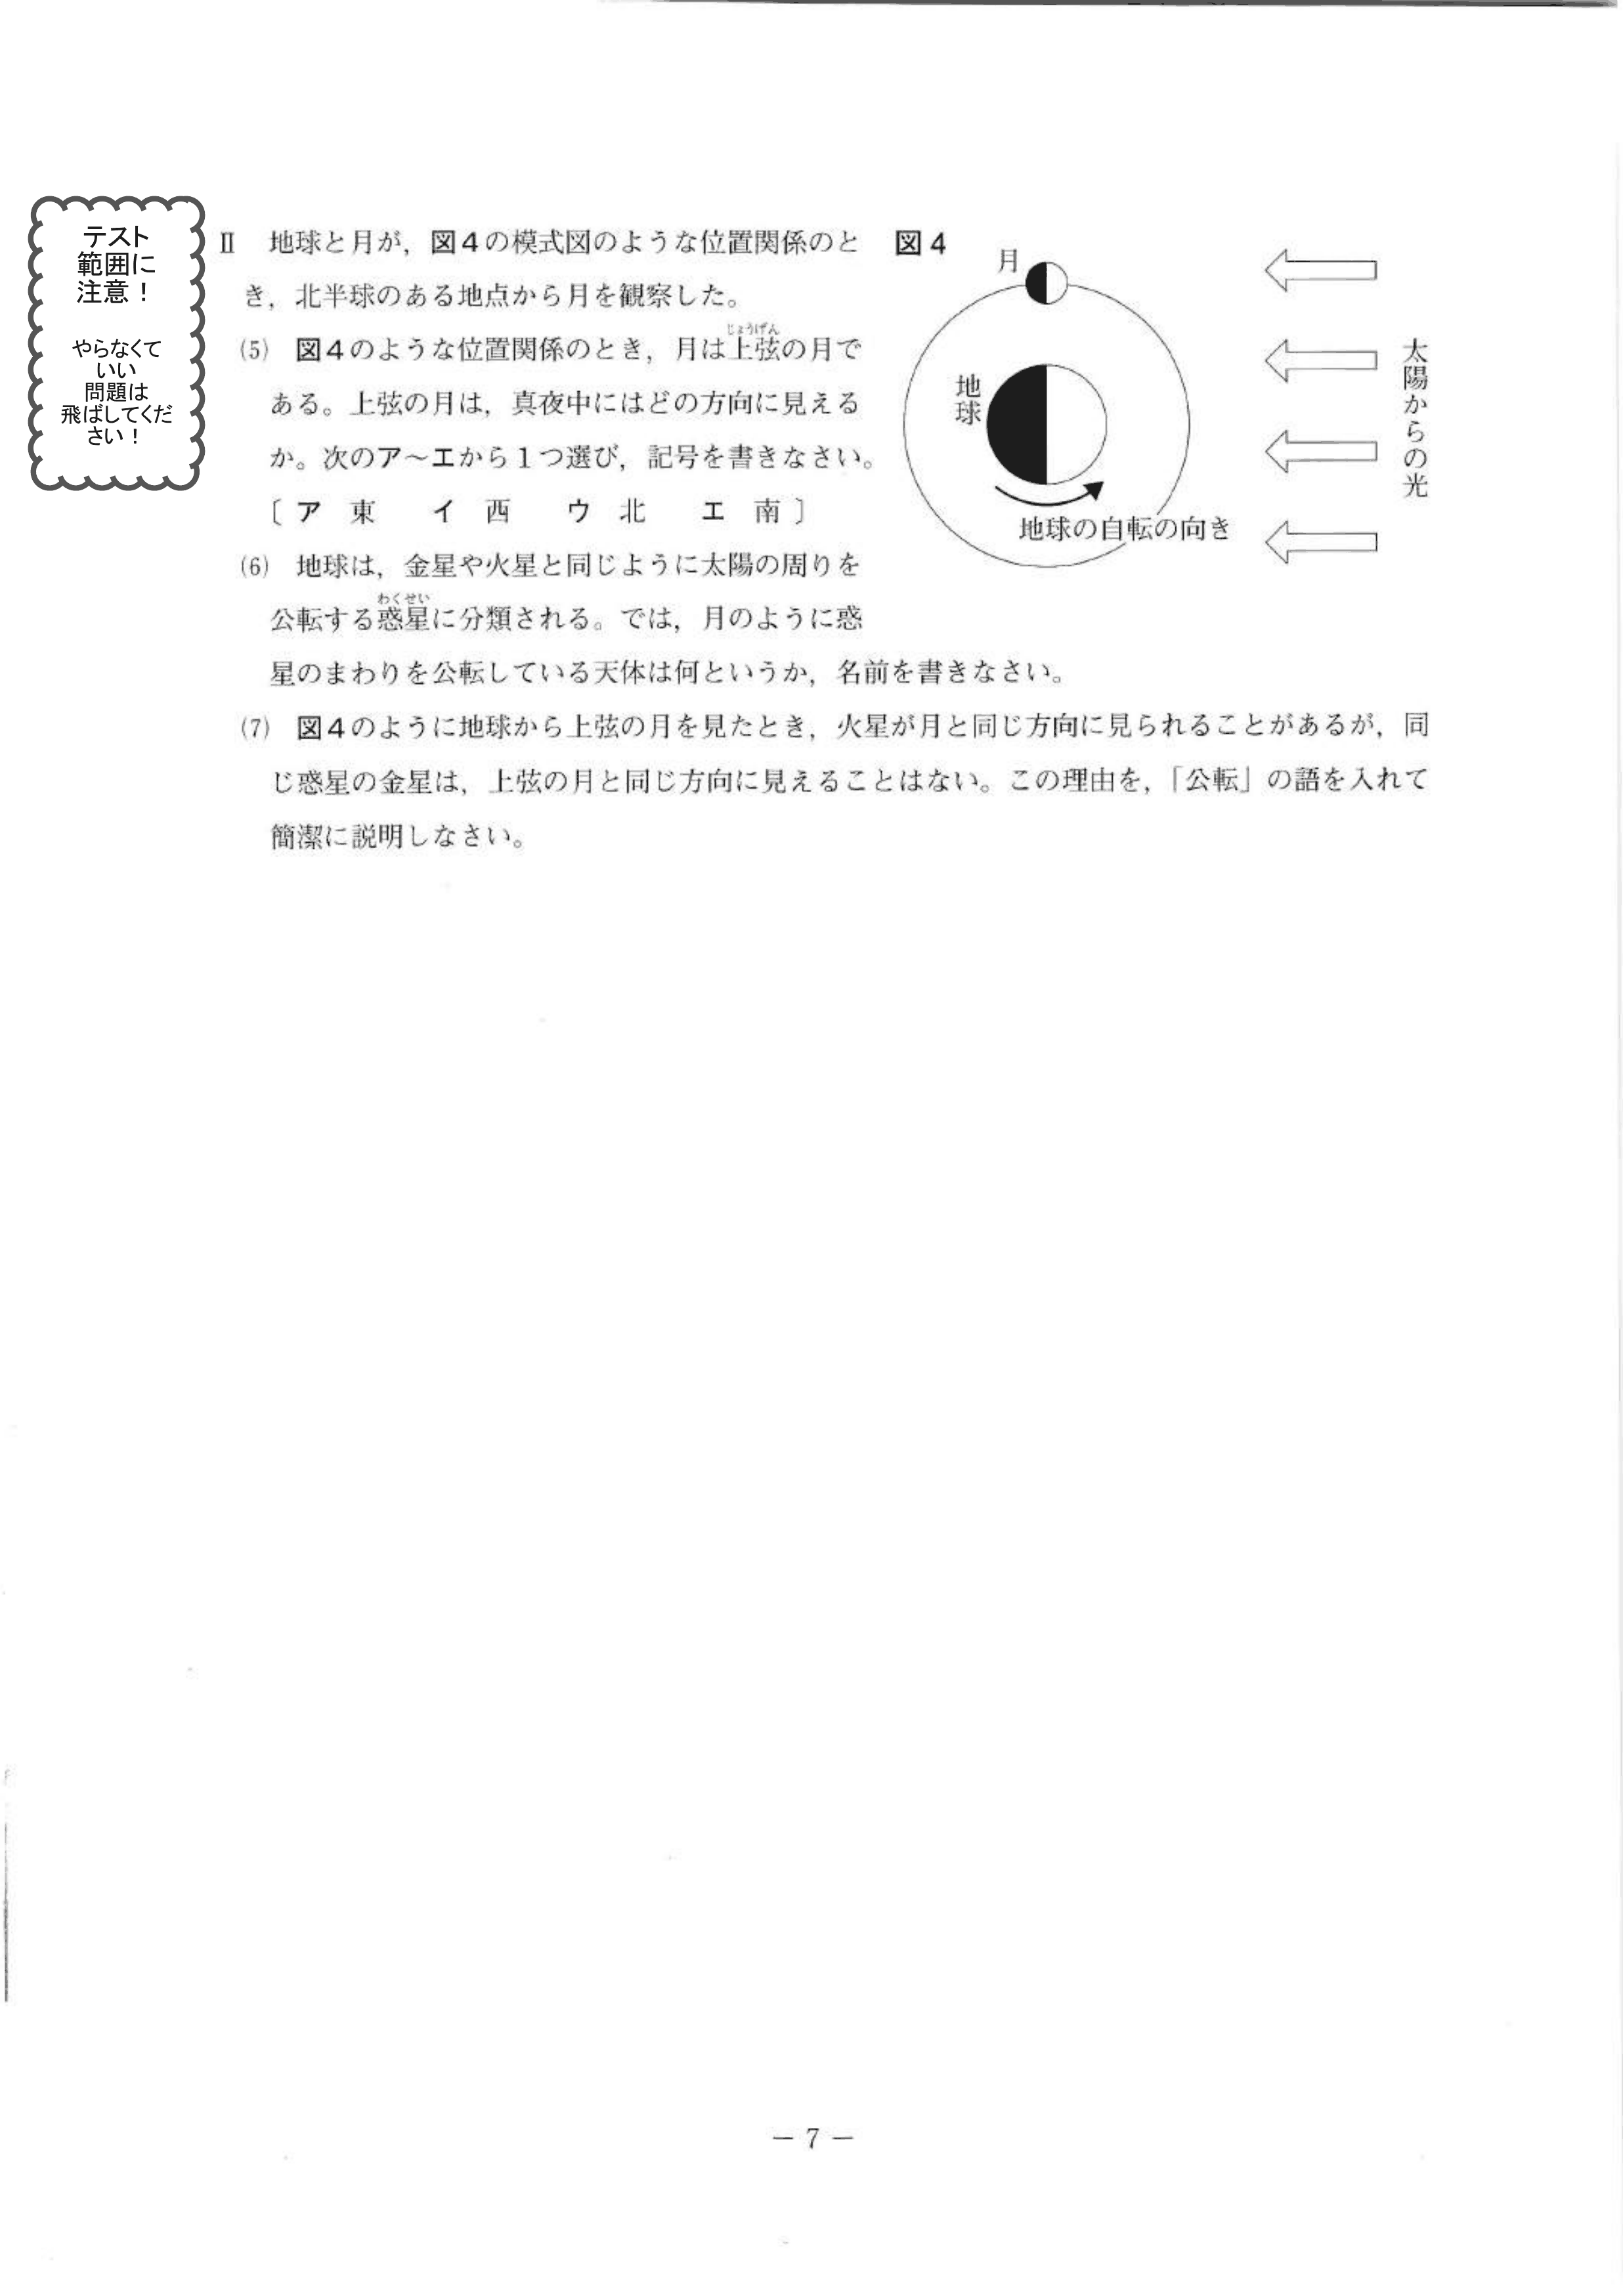 テスト
範囲に
注意！
やらなくて
いい
問題は
飛ばしてくだ
さい！
Ⅱ　地球と月が，図4の模式図のような位置関係のと
き，北半球のある地点から月を観察した。
(5)　図4のような位置関係のとき，月は上弦の月で
じょうげん
ある。上弦の月は，真夜中にはどの方向に見える
か。次のア～エから1つ選び，記号を書きなさい。
〔ア　東　　イ　西　　ウ　北　　エ　南〕
(6)　地球は，金星や火星と同じように太陽の周りを
わくせい
公転する惑星に分類される。では，月のように惑
星のまわりを公転している天体は何というか，名前を書きなさい。
(7)　図4のように地球から上弦の月を見たとき，火星が月と同じ方向に見られることがあるが，同
じ惑星の金星は，上弦の月と同じ方向に見えることはない。この理由を，「公転」の語を入れて
簡潔に説明しなさい。
図4
月
地球
地球の自転の向き
太陽からの光
－7－